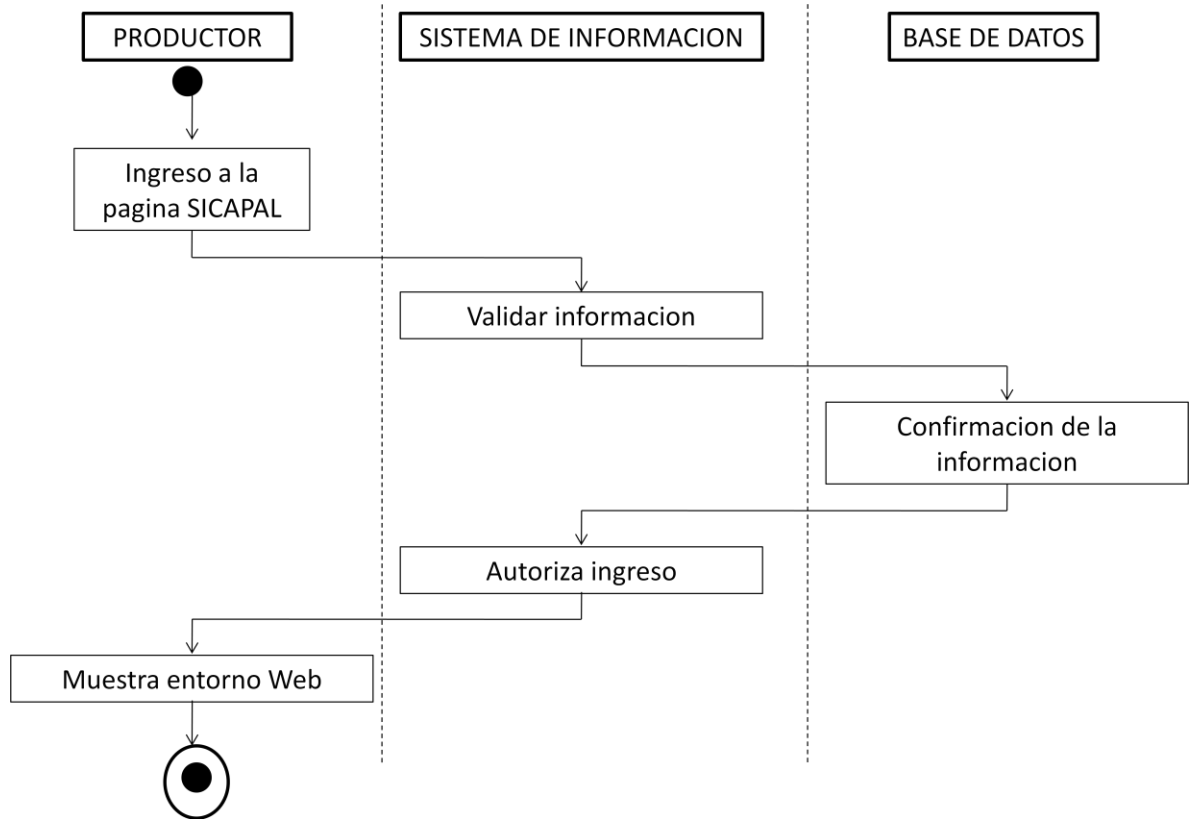 PRODUCTOR
SISTEMA DE INFORMACION
BASE DE DATOS
Ingreso a la
pagina SICAPAL
Validar informacion
Confirmacion de la
informacion
Autoriza ingreso
Muestra entorno Web